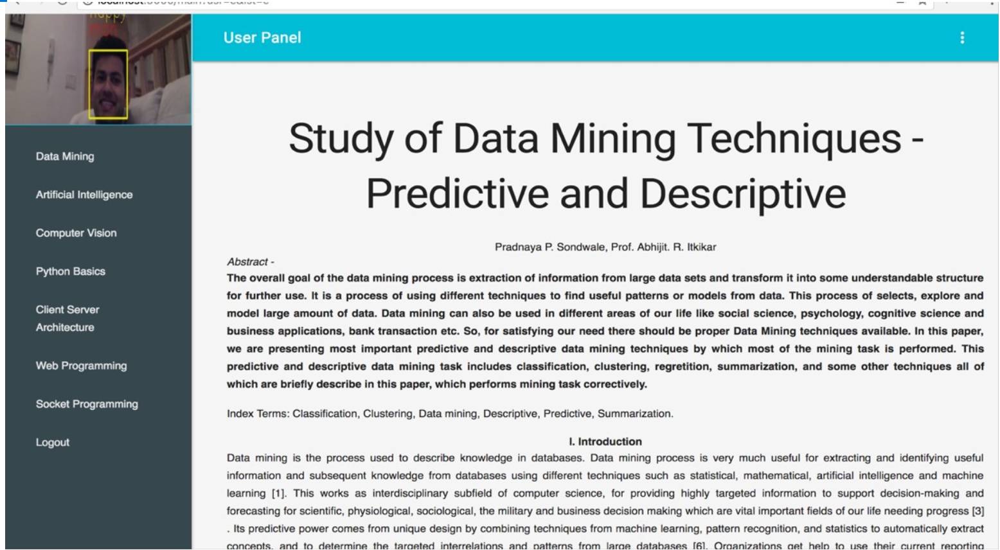 happy
User Panel
Data Mining
Artificial Intelligence
Computer Vision
Python Basics
Client Server
Architecture
Web Programming
Socket Programming
Logout
Study of Data Mining Techniques -
Predictive and Descriptive
Pradnaya P. Sondwale, Prof. Abhijit. R. Itkikar
Abstract -
The overall goal of the data mining process is extraction of information from large data sets and transform it into some understandable structure
for further use. It is a process of using different techniques to find useful patterns or models from data. This process of selects, explore and
model large amount of data. Data mining can also be used in different areas of our life like social science, psychology, cognitive science and
business applications, bank transaction etc. So, for satisfying our need there should be proper Data Mining techniques available. In this paper,
we are presenting most important predictive and descriptive data mining techniques by which most of the mining task is performed. This
predictive and descriptive data mining task includes classification, clustering, regretition, summarization, and some other techniques all of
which are briefly describe in this paper, which performs mining task correctly.
Index Terms: Classification, Clustering, Data mining, Descriptive, Predictive, Summarization.
I. Introduction
Data mining is the process used to describe knowledge in databases. Data mining process is very much useful for extracting and identifying useful
information and subsequent knowledge from databases using different techniques such as statistical, mathematical, artificial intelligence and machine
learning [1]. This works as interdisciplinary subfield of computer science, for providing highly targeted information to support decision-making and
forecasting for scientific, physiological, sociological, the military and business decision making which are vital important fields of our life needing progress [3]
. Its predictive power comes from unique design by combining techniques from machine learning, pattern recognition, and statistics to automatically extract
concepts, and to determine the targeted interrelations and patterns from large databases [6]. Organizations get help to use their current reporting